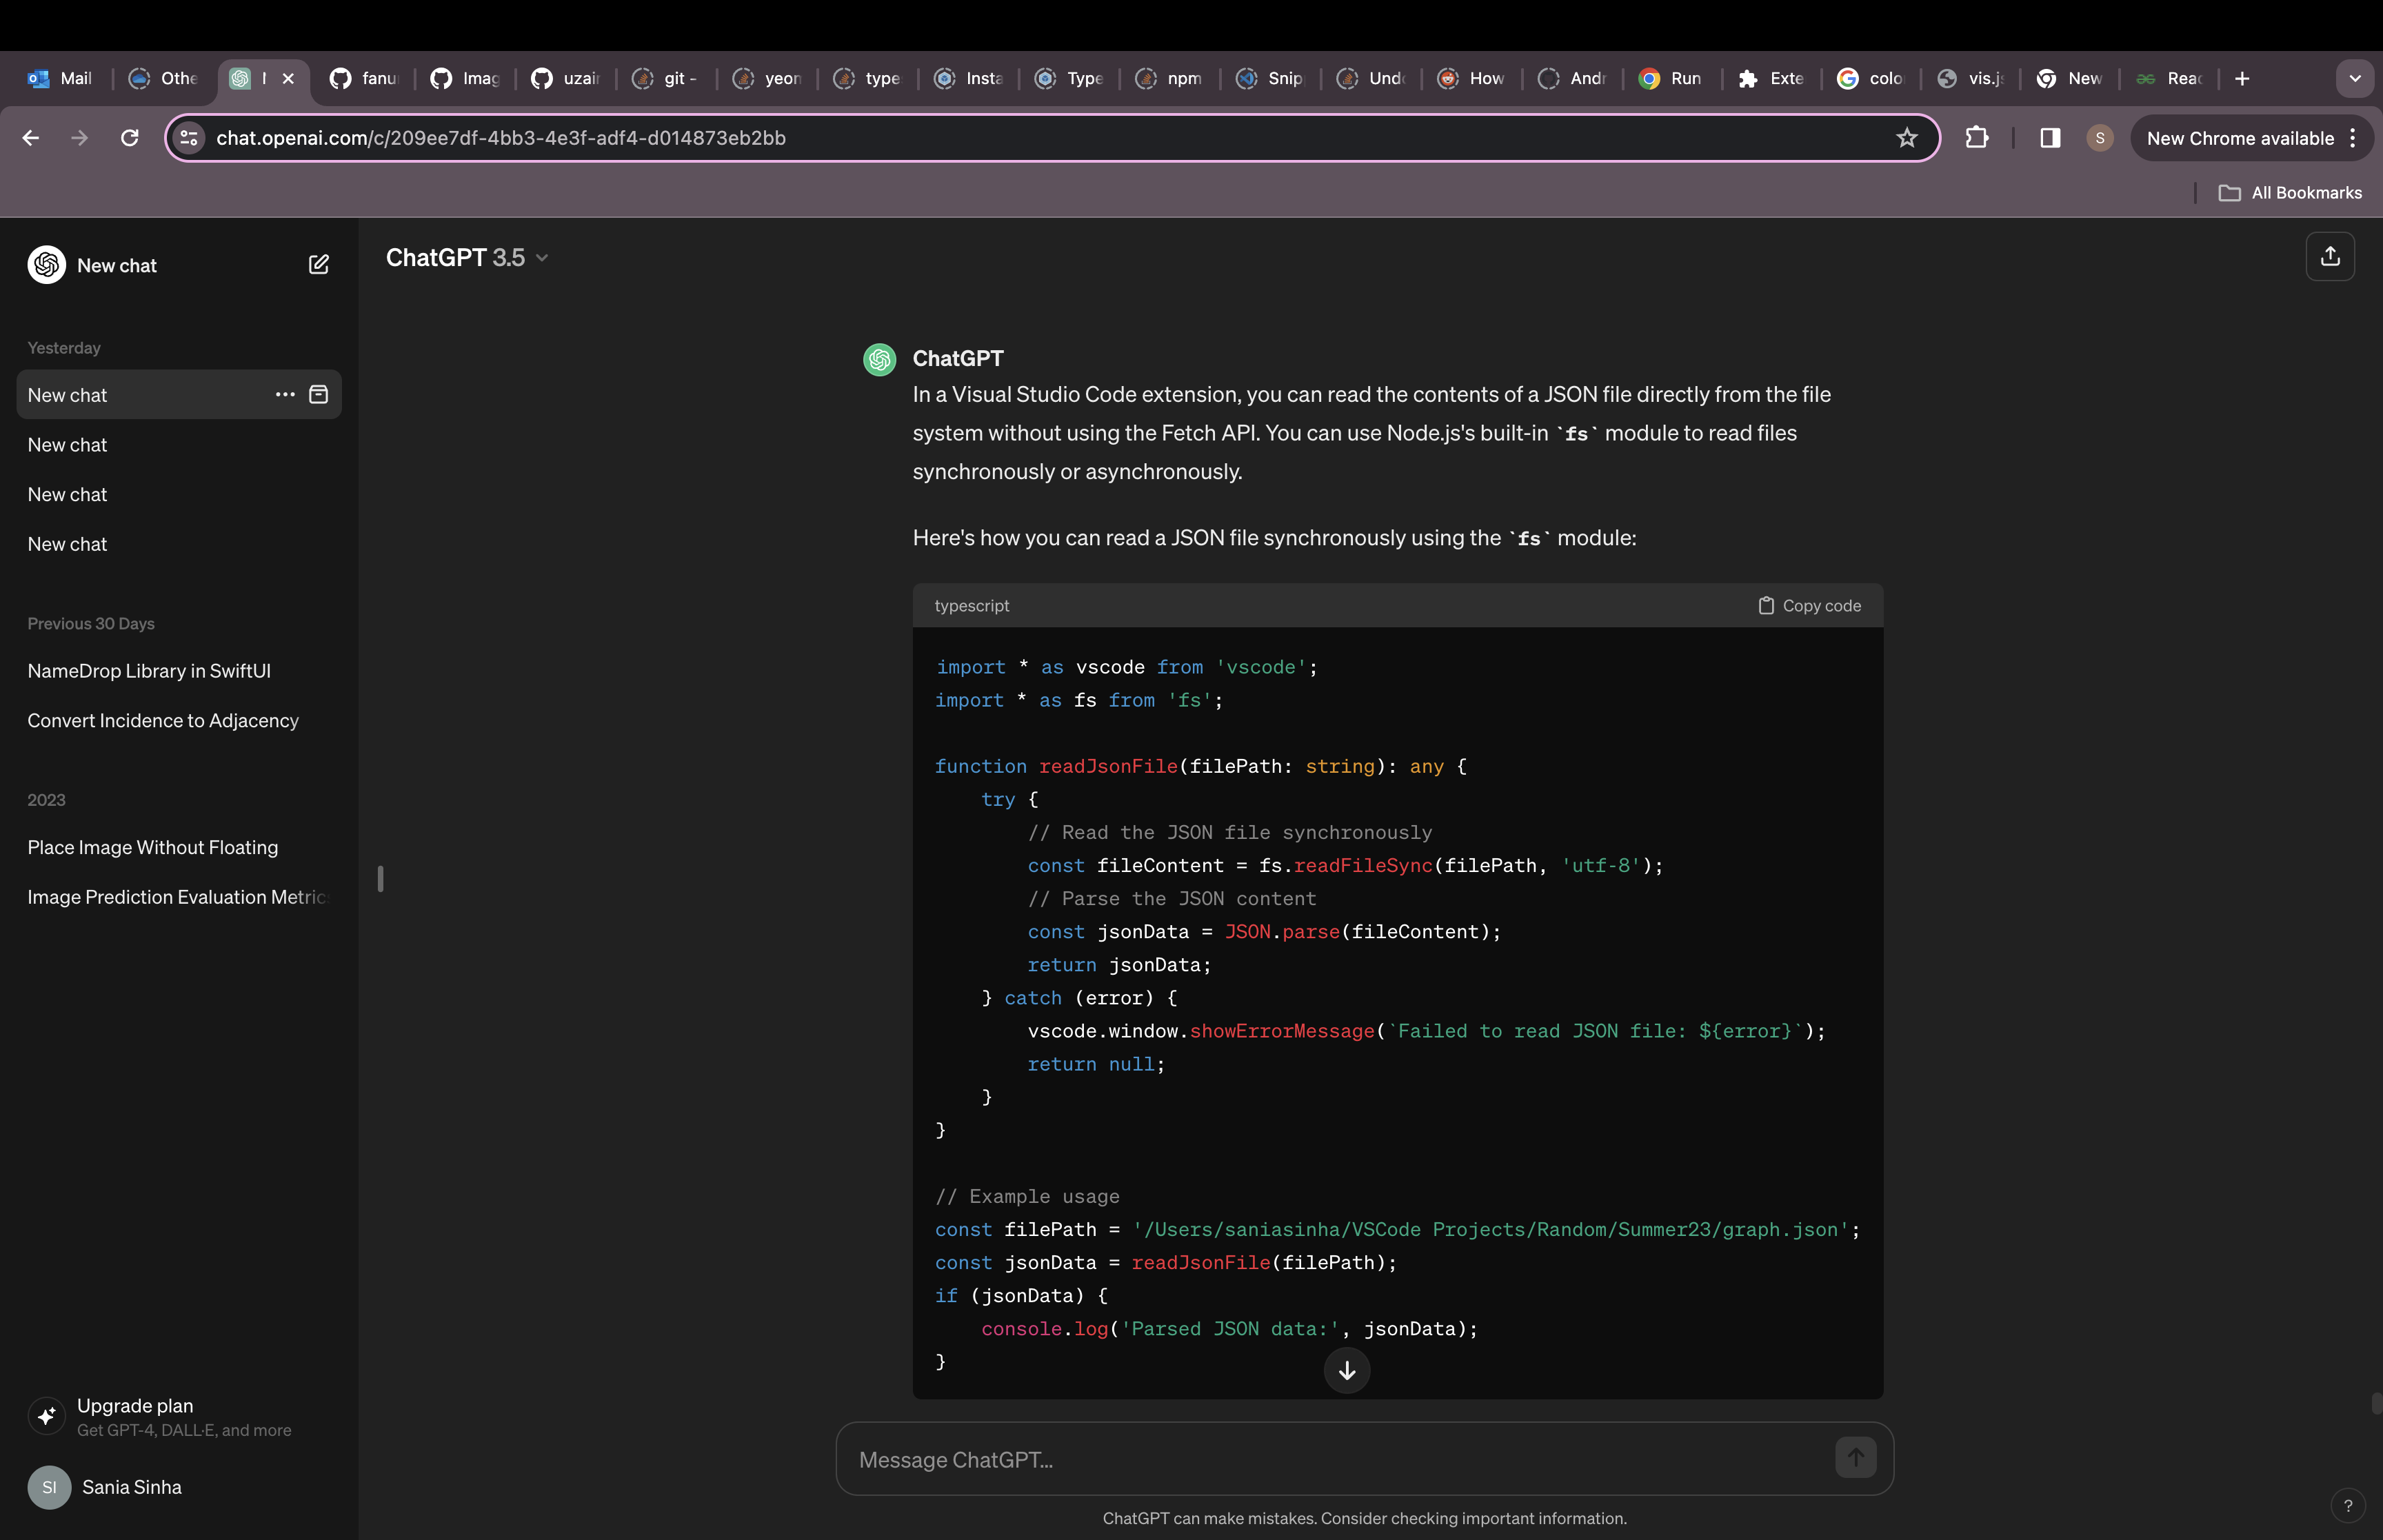 Mail Othe N fanu Imag uzair git - yeom type Insta Type npm Snip Undo How Andr Run Exte colo vis.js New Read
chat.openai.com/c/209ee7df-4bb3-4e3f-adf4-d014873eb2bb
S
New Chrome available
All Bookmarks
New chat
Yesterday
New chat
New chat
New chat
New chat
Previous 30 Days
NameDrop Library in SwiftUI
Convert Incidence to Adjacency
2023
Place Image Without Floating
Image Prediction Evaluation Metrics
Upgrade plan
Get GPT-4, DALL·E, and more
SI Sania Sinha
ChatGPT 3.5
ChatGPT
In a Visual Studio Code extension, you can read the contents of a JSON file directly from the file
system without using the Fetch API. You can use Node.js's built-in `fs` module to read files
synchronously or asynchronously.
Here's how you can read a JSON file synchronously using the `fs` module:
typescript
Copy code
import * as vscode from 'vscode';
import * as fs from 'fs';
function readJsonFile(filePath: string): any {
    try {
        // Read the JSON file synchronously
        const fileContent = fs.readFileSync(filePath, 'utf-8');
        // Parse the JSON content
        const jsonData = JSON.parse(fileContent);
        return jsonData;
    } catch (error) {
        vscode.window.showErrorMessage(`Failed to read JSON file: ${error}`);
        return null;
    }
}
// Example usage
const filePath = '/Users/saniasinha/VSCode Projects/Random/Summer23/graph.json';
const jsonData = readJsonFile(filePath);
if (jsonData) {
    console.log('Parsed JSON data:', jsonData);
}
Message ChatGPT...
ChatGPT can make mistakes. Consider checking important information.
?